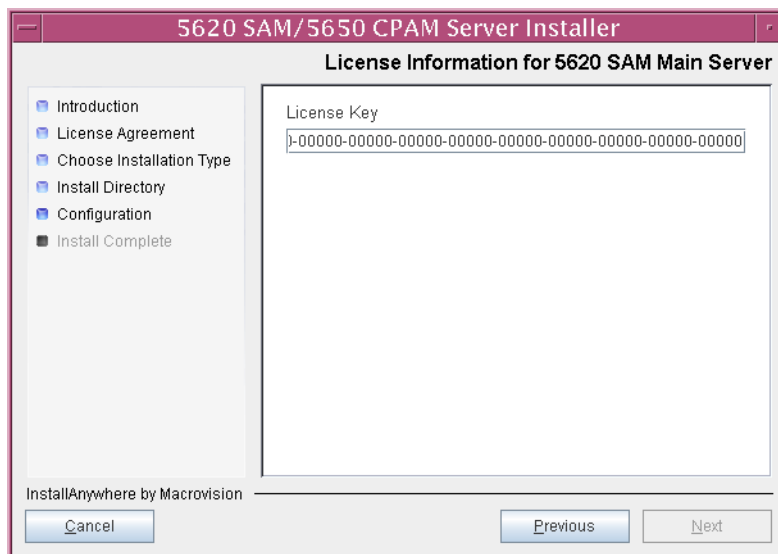 5620 SAM/5650 CPAM Server Installer
License Information for 5620 SAM Main Server
Introduction
License Agreement
Choose Installation Type
Install Directory
Configuration
Install Complete
License Key
)-00000-00000-00000-00000-00000-00000-00000-00000-00000
InstallAnywhere by Macrovision
Cancel
Previous
Next